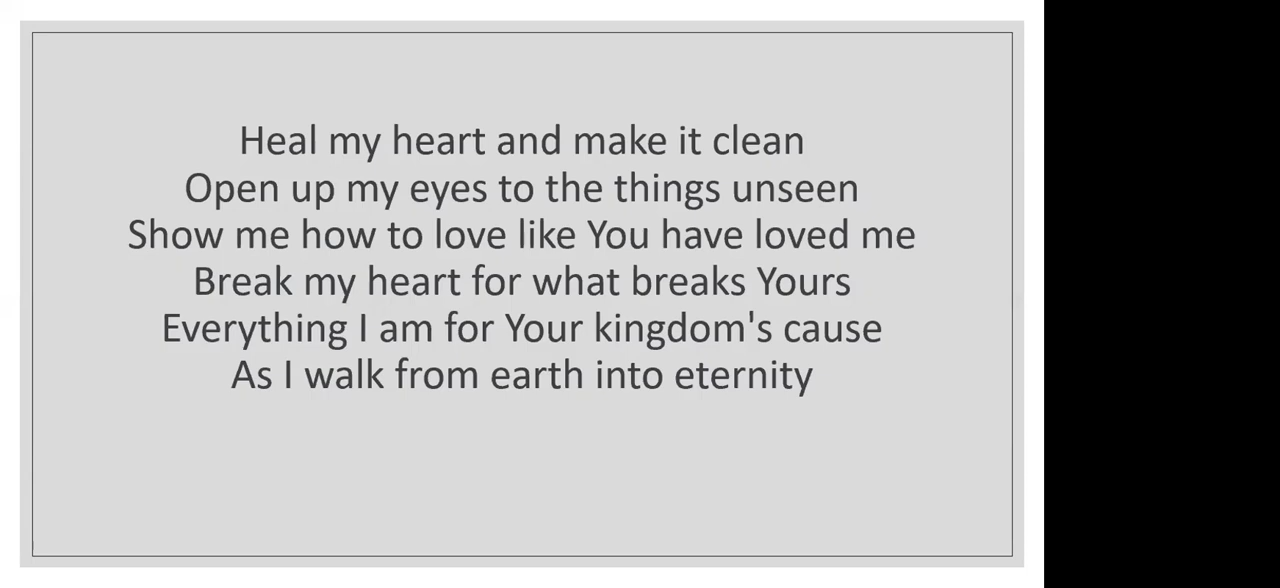 Heal my heart and make it clean
Open up my eyes to the things unseen
Show me how to love like You have loved me
Break my heart for what breaks Yours
Everything I am for Your kingdom's cause
As I walk from earth into eternity